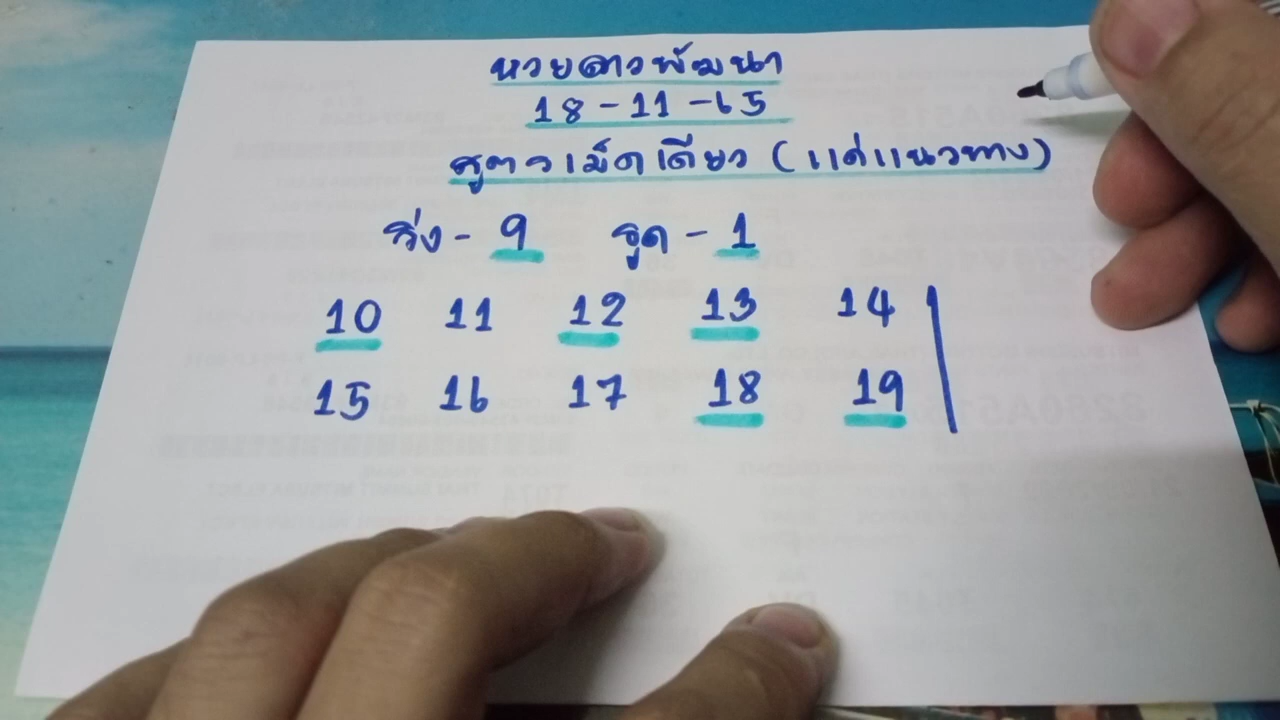 หวยลาวพัฒนา
18-11-65
สูตรเม็ดเดียว (แค่แนวทาง)
วิ่ง - 9 รูด - 1
10 11 12 13 14
15 16 17 18 19